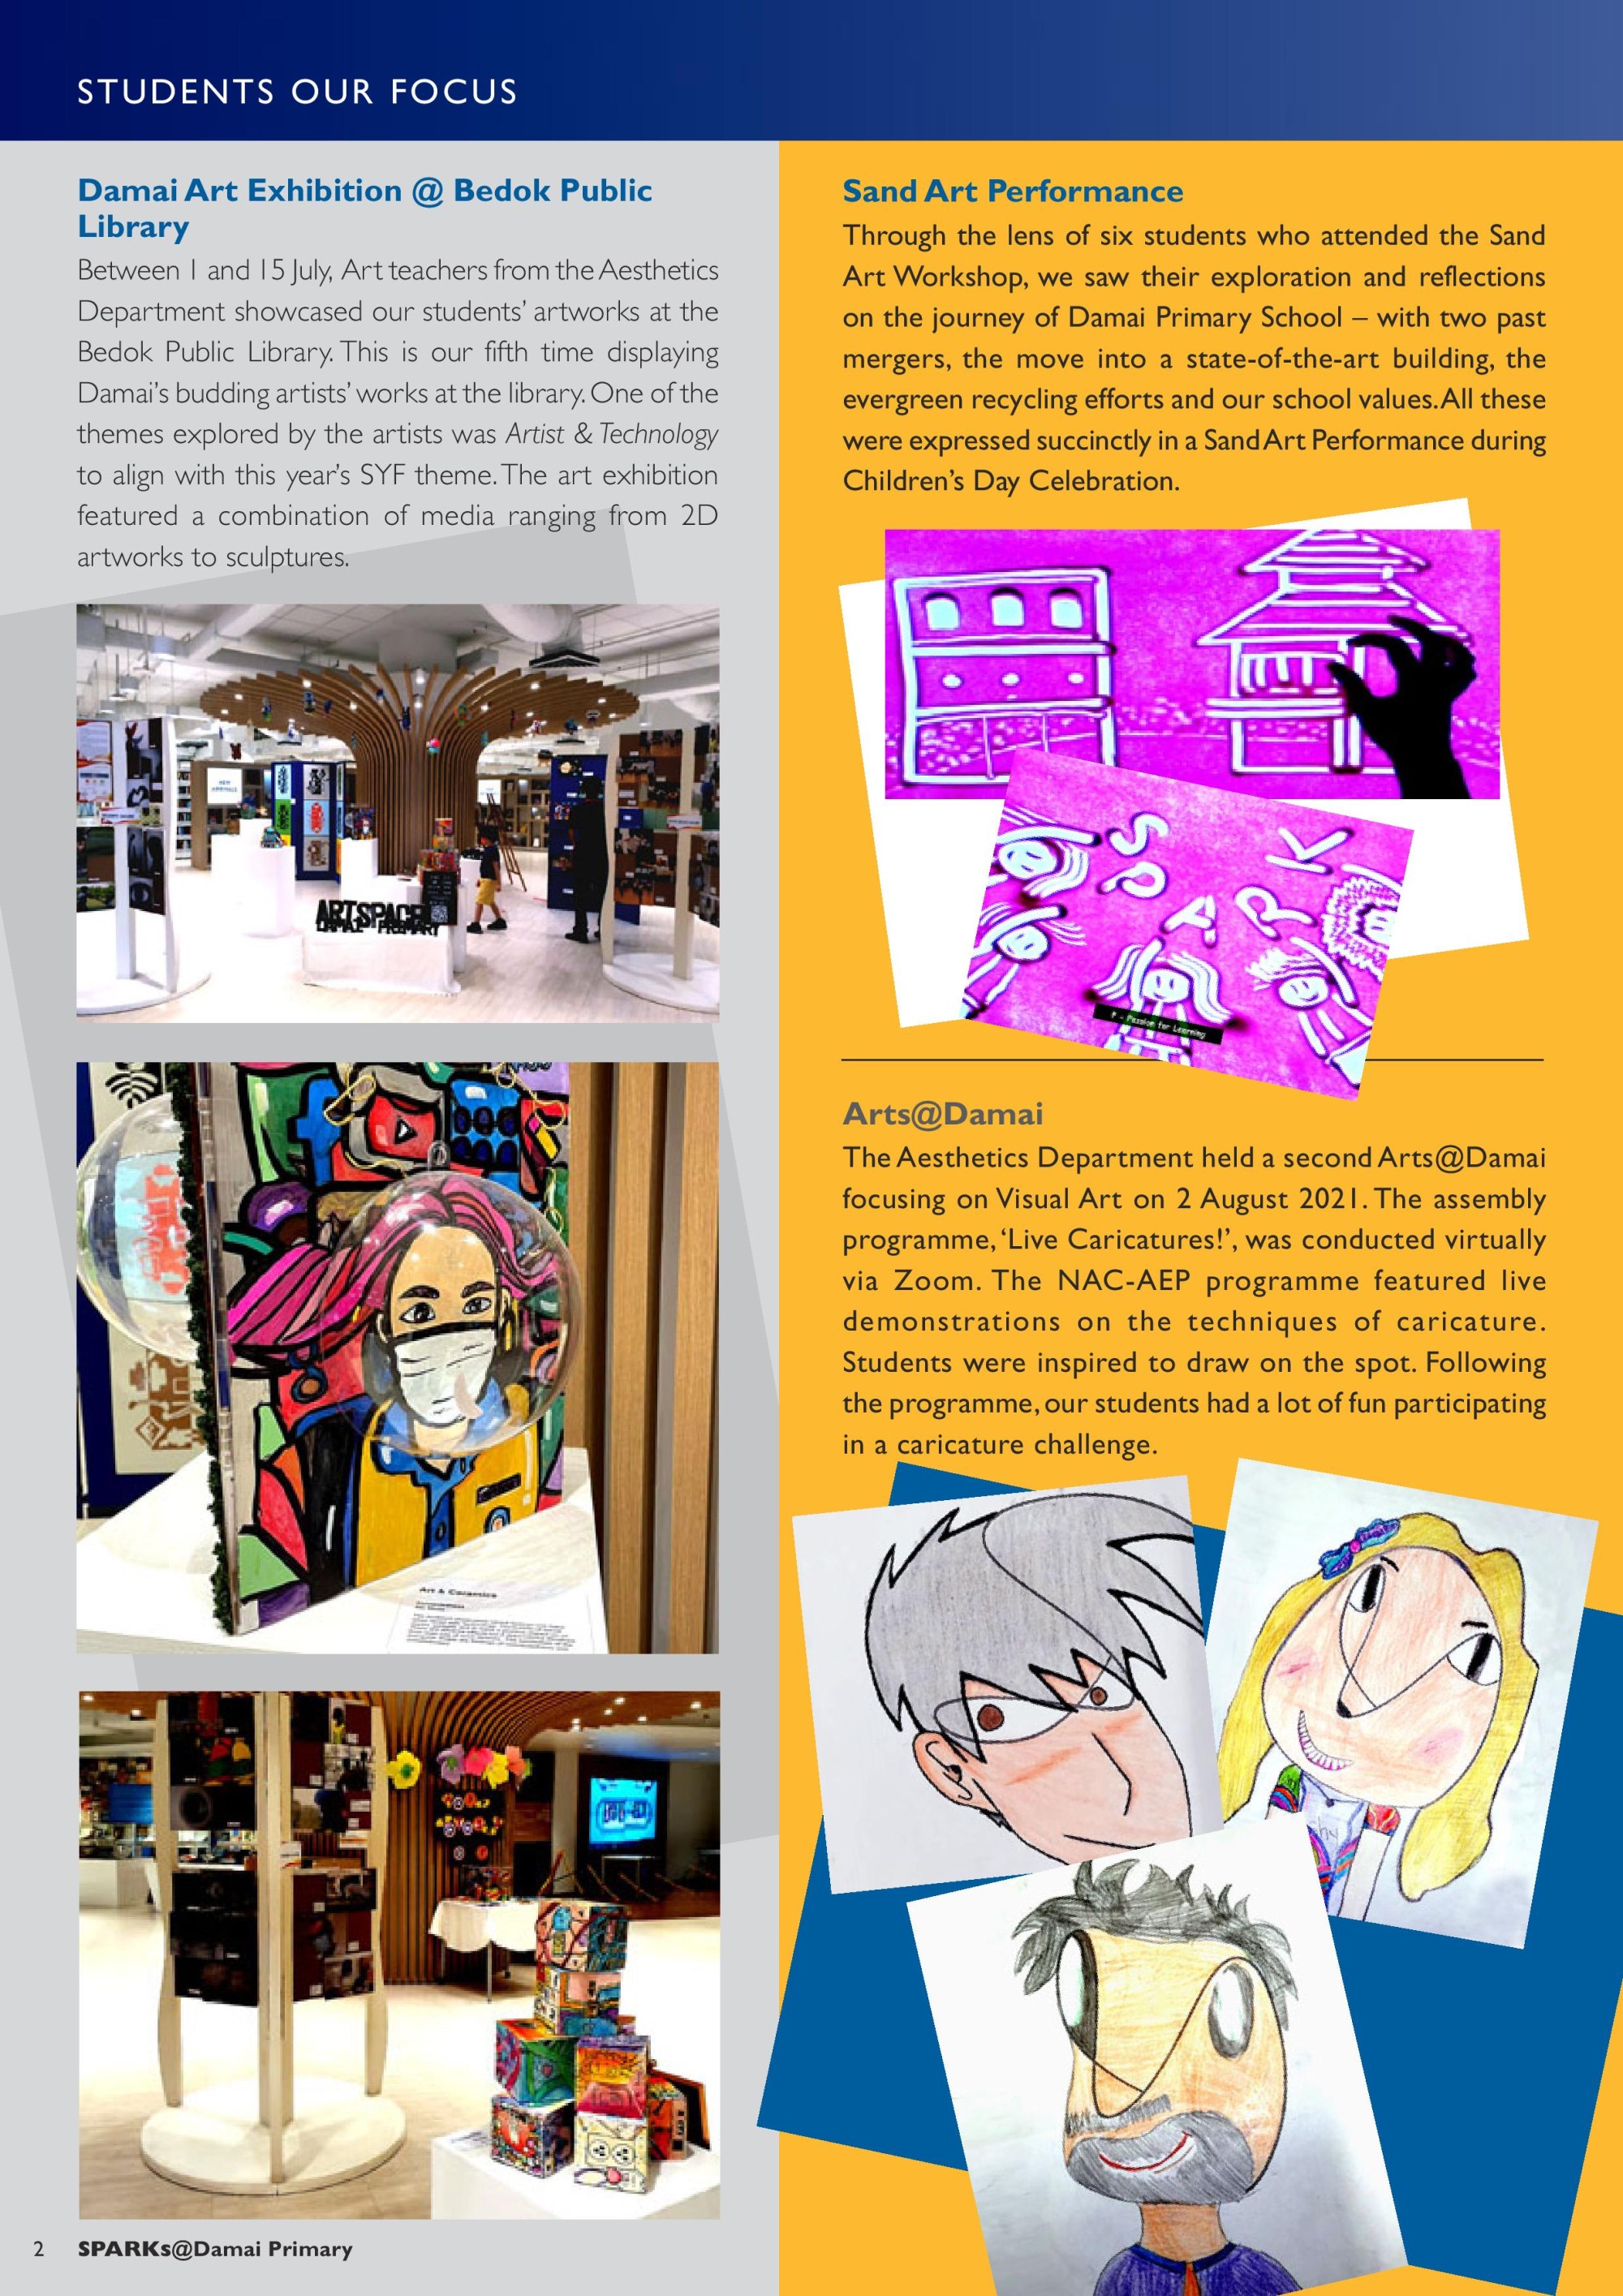 STUDENTS OUR FOCUS
Damai Art Exhibition @ Bedok Public
Library
Between 1 and 15 July, Art teachers from the Aesthetics
Department showcased our students' artworks at the
Bedok Public Library. This is our fifth time displaying
Damai's budding artists' works at the library. One of the
themes explored by the artists was Artist & Technology
to align with this year's SYF theme. The art exhibition
featured a combination of media ranging from 2D
artworks to sculptures.
NEW
ARRIVALS
ART SPACE
DAMAI PRIMARY
Art & Ceramics
Sand Art Performance
Through the lens of six students who attended the Sand
Art Workshop, we saw their exploration and reflections
on the journey of Damai Primary School – with two past
mergers, the move into a state-of-the-art building, the
evergreen recycling efforts and our school values. All these
were expressed succinctly in a Sand Art Performance during
Children's Day Celebration.
SPARK
P - Passion for Learning
Arts@Damai
The Aesthetics Department held a second Arts@Damai
focusing on Visual Art on 2 August 2021. The assembly
programme, 'Live Caricatures!', was conducted virtually
via Zoom. The NAC-AEP programme featured live
demonstrations on the techniques of caricature.
Students were inspired to draw on the spot. Following
the programme, our students had a lot of fun participating
in a caricature challenge.
2 SPARKs@Damai Primary